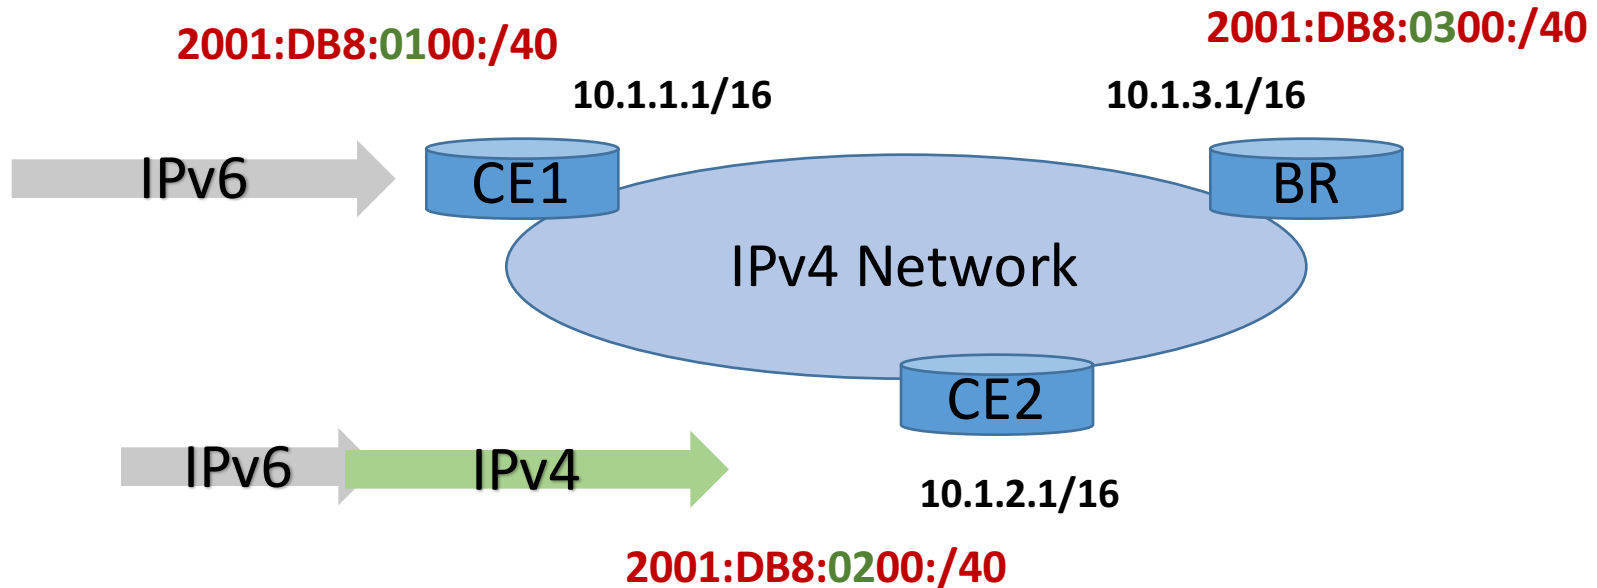 2001:DB8:0100:/40
2001:DB8:0300:/40
10.1.1.1/16
10.1.3.1/16
IPv6
CE1
BR
IPv4 Network
CE2
IPv6
IPv4
10.1.2.1/16
2001:DB8:0200:/40